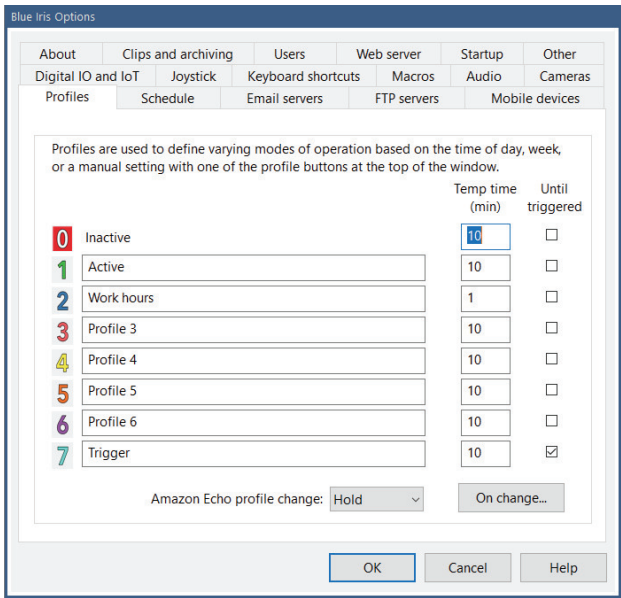 Blue Iris Options
About Clips and archiving Users Web server Startup Other
Digital IO and IoT Joystick Keyboard shortcuts Macros Audio Cameras
Profiles Schedule Email servers FTP servers Mobile devices
Profiles are used to define varying modes of operation based on the time of day, week,
or a manual setting with one of the profile buttons at the top of the window.
Temp time Until
(min) triggered
0 Inactive 10
1 Active 10
2 Work hours 1
3 Profile 3 10
4 Profile 4 10
5 Profile 5 10
6 Profile 6 10
7 Trigger 10
Amazon Echo profile change: Hold On change...
OK Cancel Help